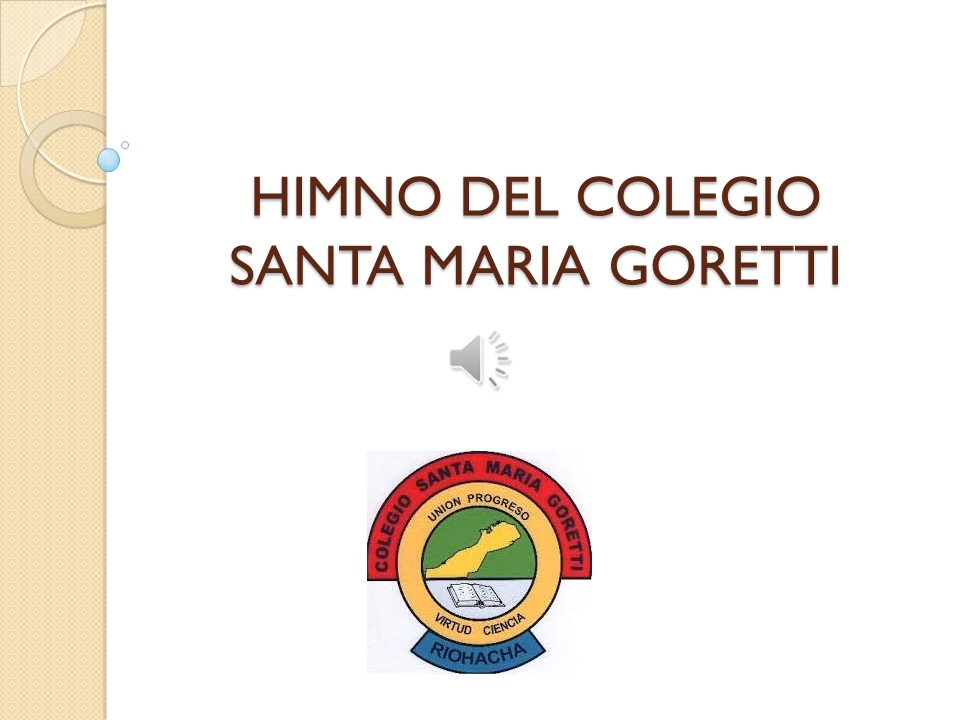 HIMNO DEL COLEGIO
SANTA MARIA GORETTI
COLEGIO SANTA MARIA GORETTI
UNION PROGRESO
VIRTUD CIENCIA
RIOHACHA